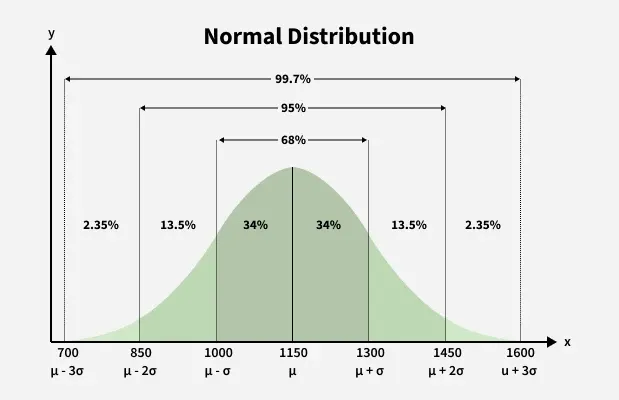 Normal Distribution
y
99.7%
95%
68%
2.35% 13.5% 34% 34% 13.5% 2.35%
x
700 850 1000 1150 1300 1450 1600
μ - 3σ μ - 2σ μ - σ μ μ + σ μ + 2σ u + 3σ